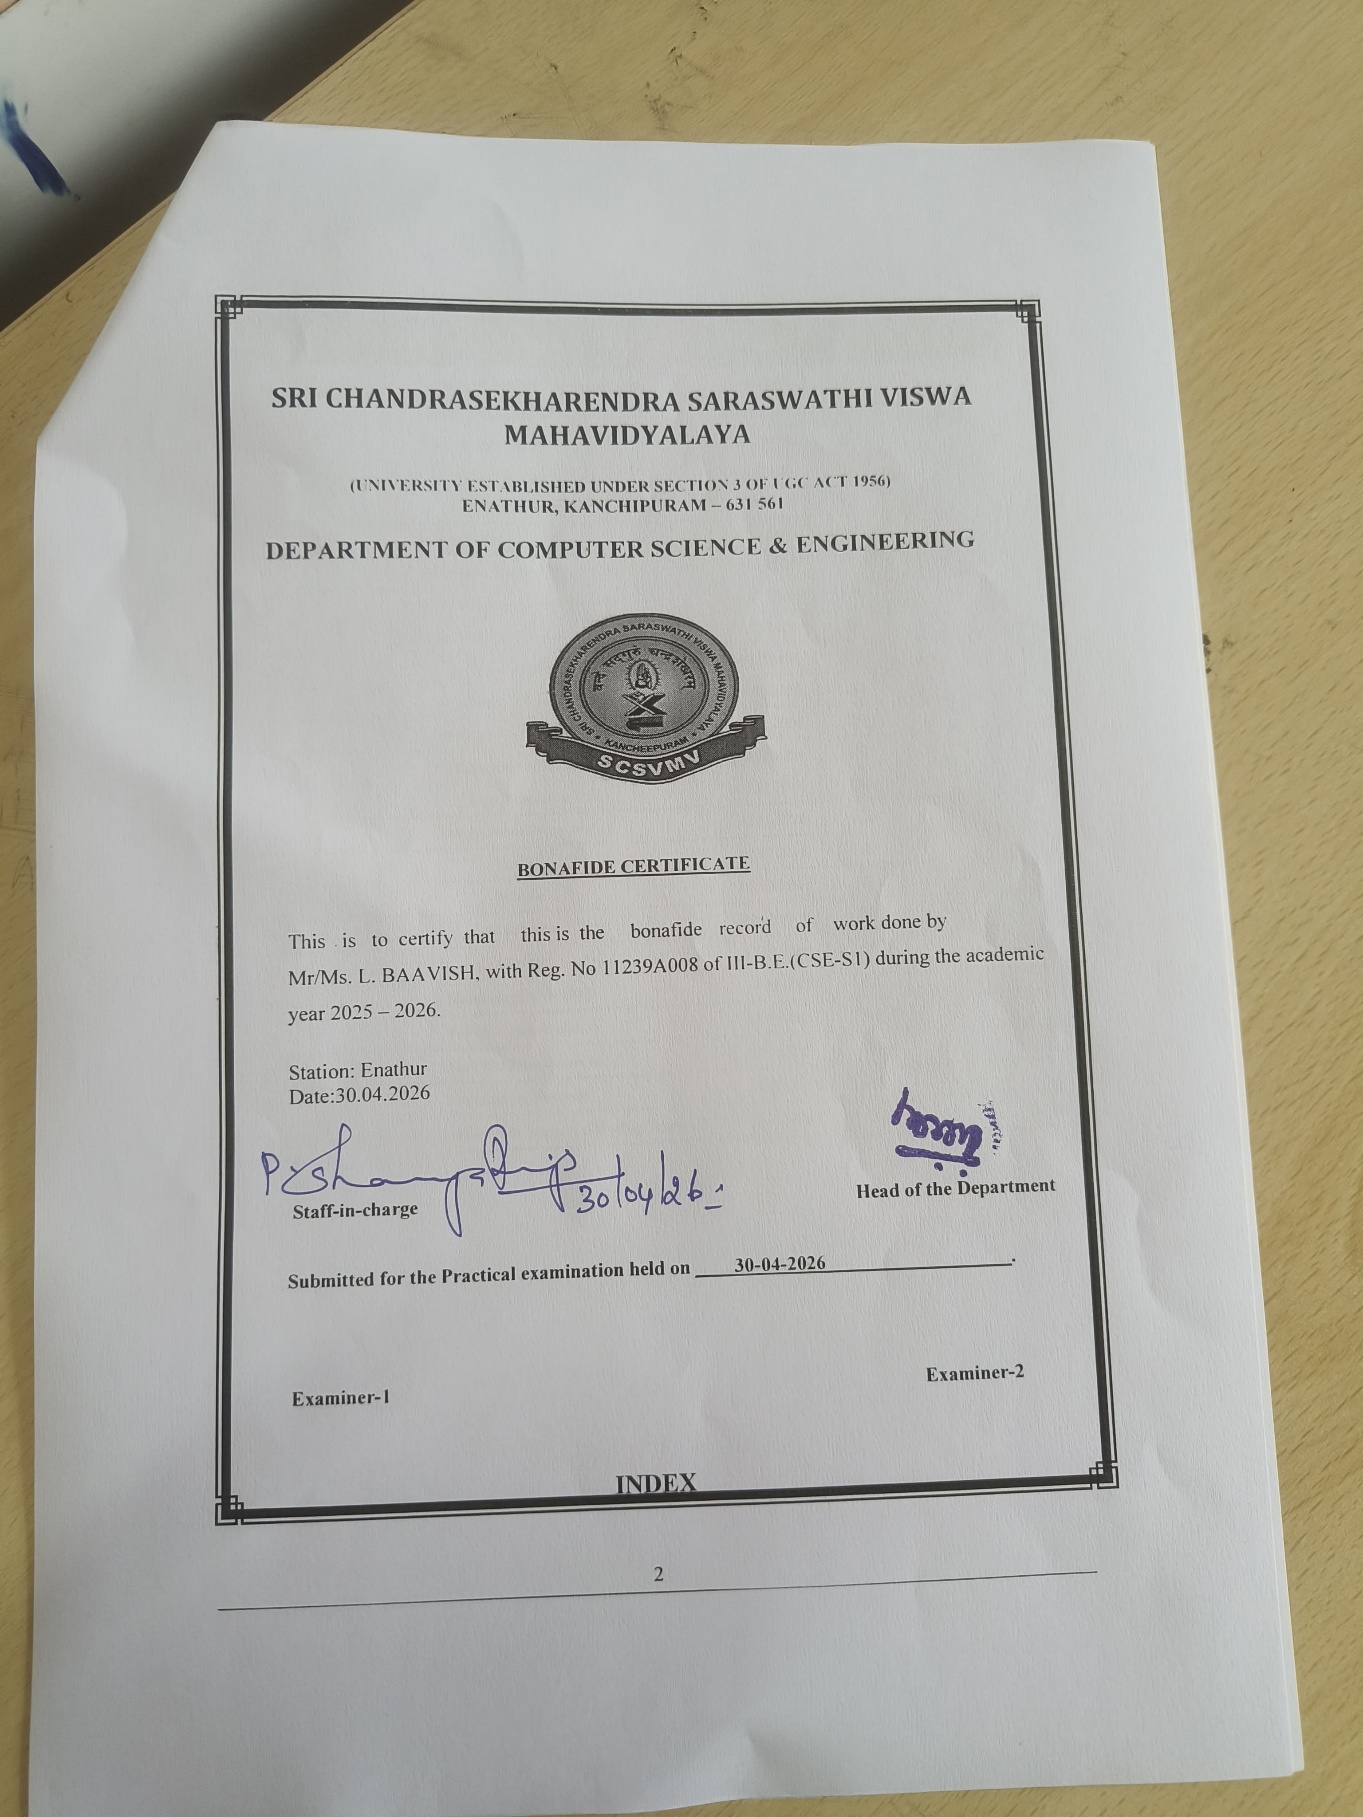 SRI CHANDRASEKHARENDRA SARASWATHI VISWA
MAHAVIDYALAYA
(UNIVERSITY ESTABLISHED UNDER SECTION 3 OF UGC ACT 1956)
ENATHUR, KANCHIPURAM – 631 561
DEPARTMENT OF COMPUTER SCIENCE & ENGINEERING
SRI CHANDRASEKHARENDRA SARASWATHI VISWA MAHAVIDYALAYA
वन्दे सद्गुरुं चन्द्रशेखरम्
KANCHEEPURAM
SCSVMV
BONAFIDE CERTIFICATE
This is to certify that this is the bonafide record of work done by
Mr/Ms. L. BAAVISH, with Reg. No 11239A008 of III-B.E.(CSE-S1) during the academic
year 2025 – 2026.
Station: Enathur
Date:30.04.2026
30/04/26
Staff-in-charge
Head of the Department
Submitted for the Practical examination held on 30-04-2026.
Examiner-1
Examiner-2
INDEX
2